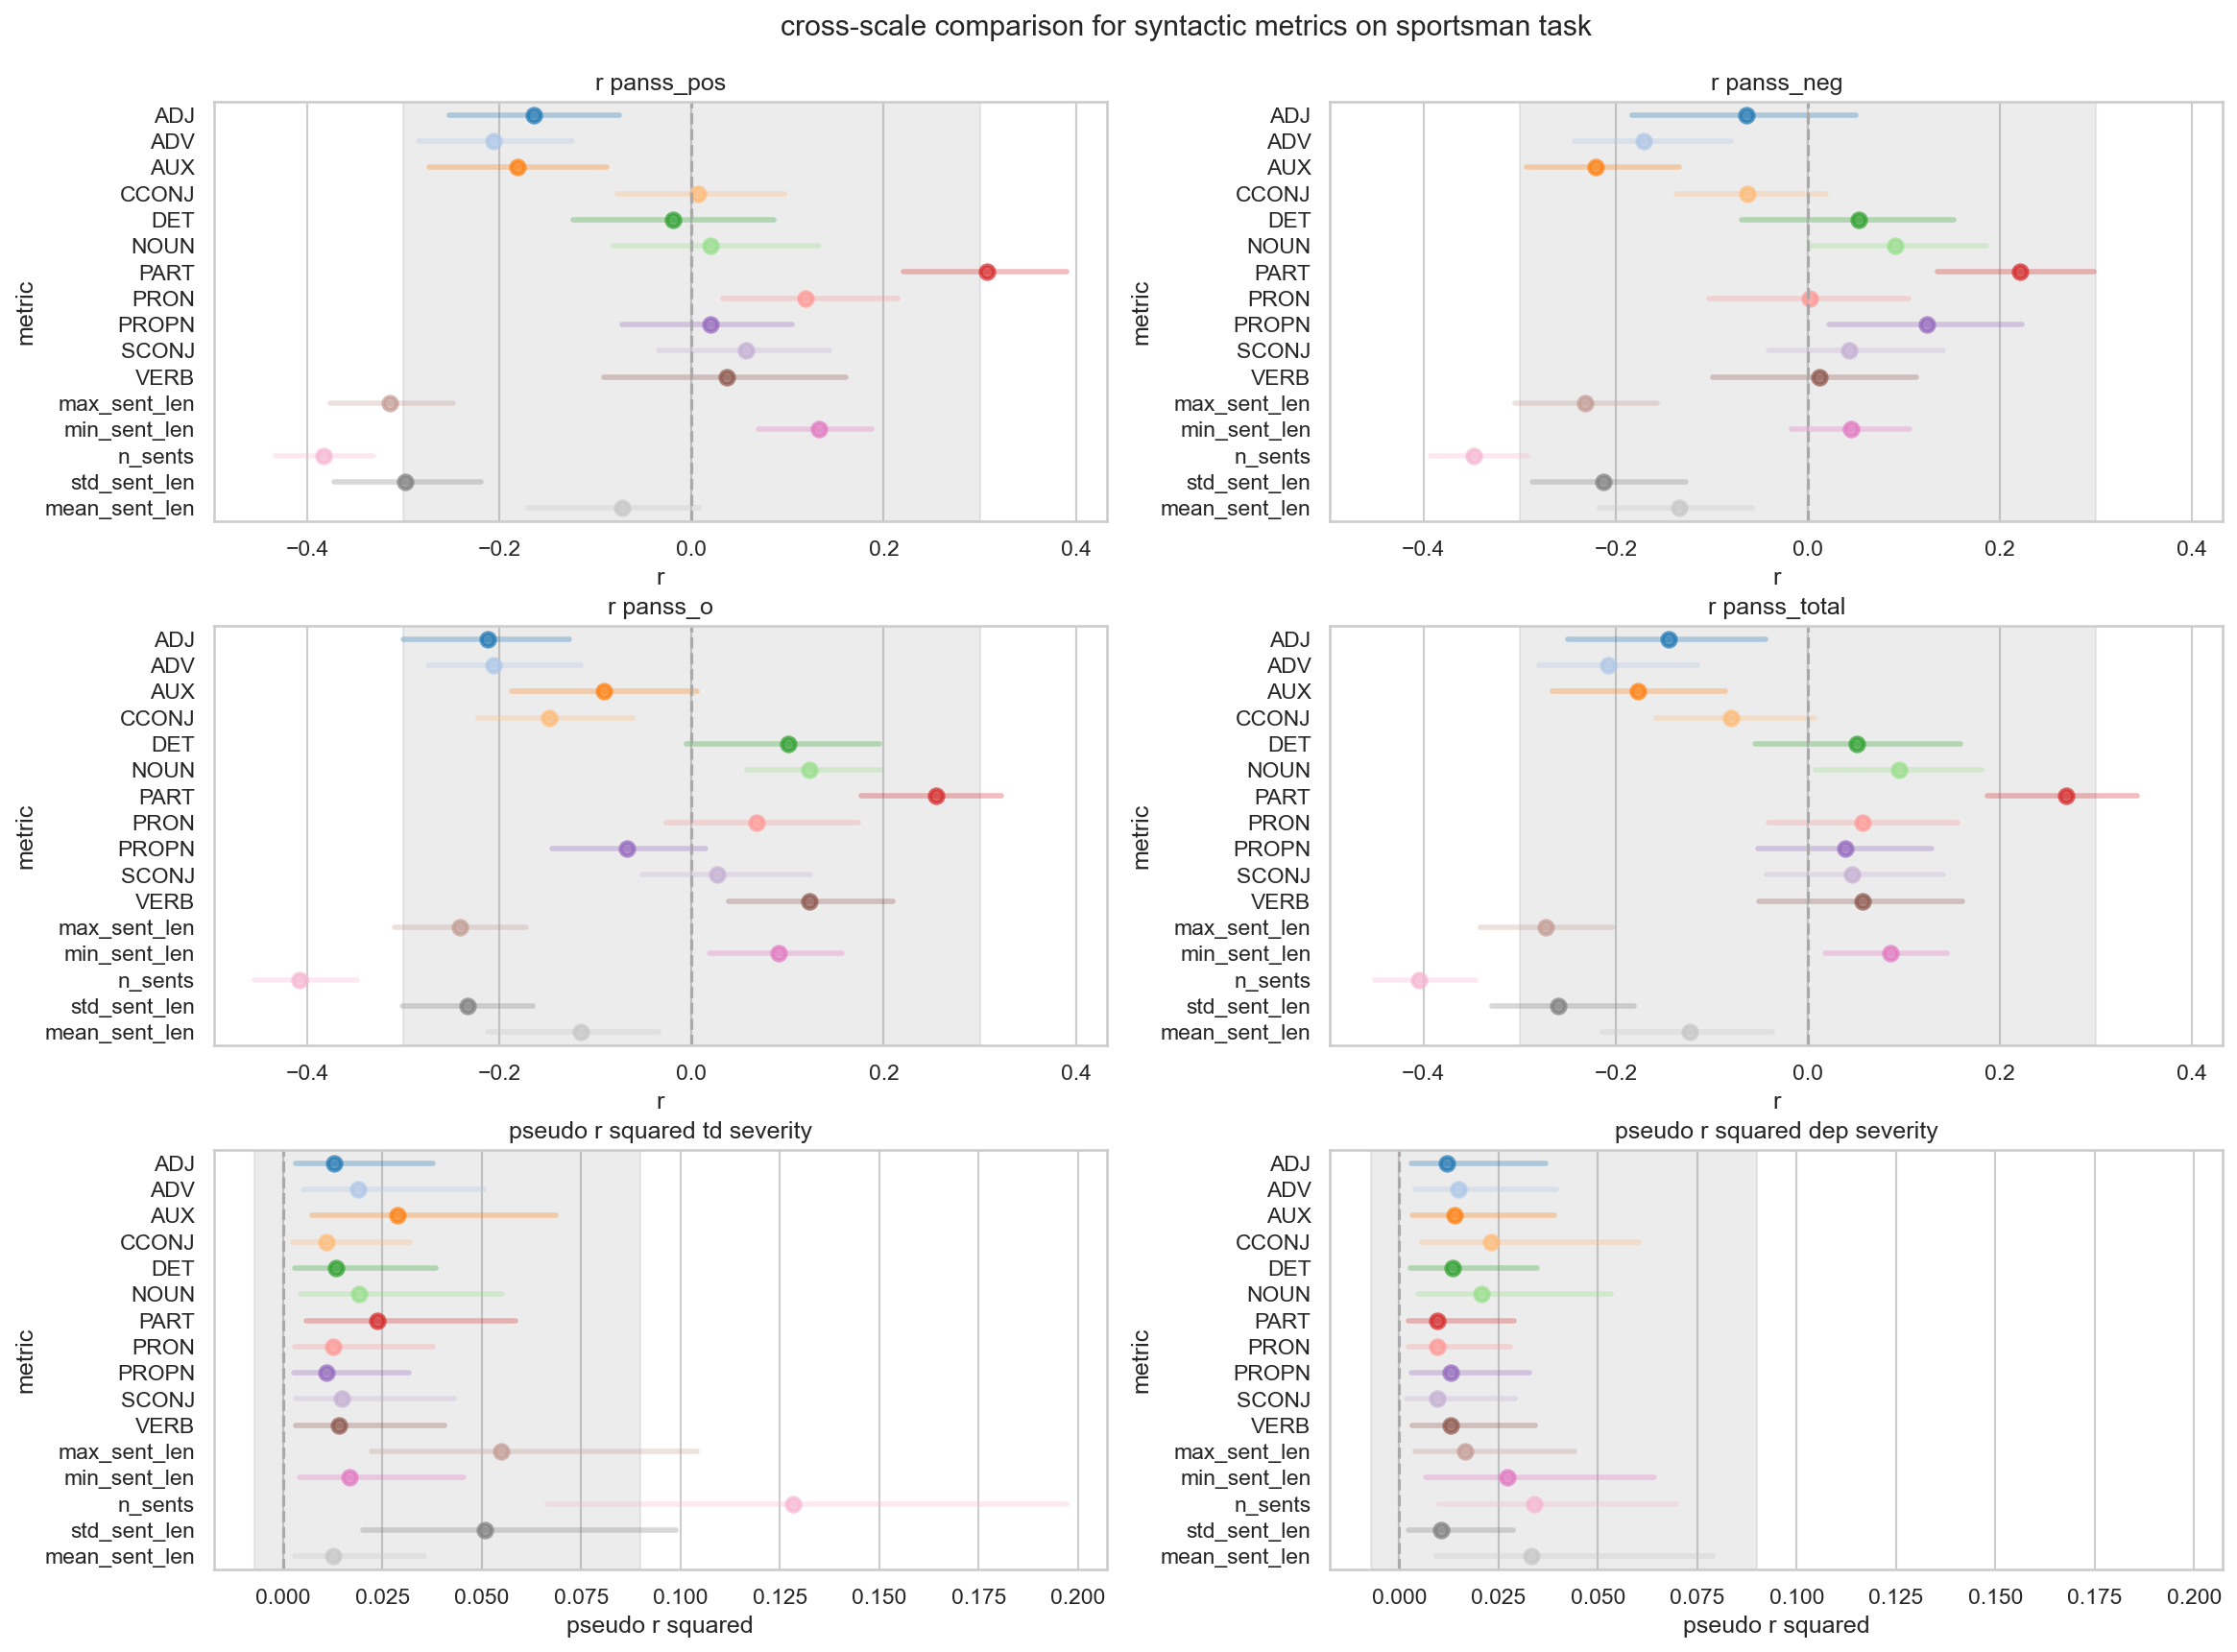 cross-scale comparison for syntactic metrics on sportsman task
r panss_pos
metric
ADJ
ADV
AUX
CCONJ
DET
NOUN
PART
PRON
PROPN
SCONJ
VERB
max_sent_len
min_sent_len
n_sents
std_sent_len
mean_sent_len
−0.4 −0.2 0.0 0.2 0.4
r
r panss_neg
metric
ADJ
ADV
AUX
CCONJ
DET
NOUN
PART
PRON
PROPN
SCONJ
VERB
max_sent_len
min_sent_len
n_sents
std_sent_len
mean_sent_len
−0.4 −0.2 0.0 0.2 0.4
r
r panss_o
metric
ADJ
ADV
AUX
CCONJ
DET
NOUN
PART
PRON
PROPN
SCONJ
VERB
max_sent_len
min_sent_len
n_sents
std_sent_len
mean_sent_len
−0.4 −0.2 0.0 0.2 0.4
r
r panss_total
metric
ADJ
ADV
AUX
CCONJ
DET
NOUN
PART
PRON
PROPN
SCONJ
VERB
max_sent_len
min_sent_len
n_sents
std_sent_len
mean_sent_len
−0.4 −0.2 0.0 0.2 0.4
r
pseudo r squared td severity
metric
ADJ
ADV
AUX
CCONJ
DET
NOUN
PART
PRON
PROPN
SCONJ
VERB
max_sent_len
min_sent_len
n_sents
std_sent_len
mean_sent_len
0.000 0.025 0.050 0.075 0.100 0.125 0.150 0.175 0.200
pseudo r squared
pseudo r squared dep severity
metric
ADJ
ADV
AUX
CCONJ
DET
NOUN
PART
PRON
PROPN
SCONJ
VERB
max_sent_len
min_sent_len
n_sents
std_sent_len
mean_sent_len
0.000 0.025 0.050 0.075 0.100 0.125 0.150 0.175 0.200
pseudo r squared